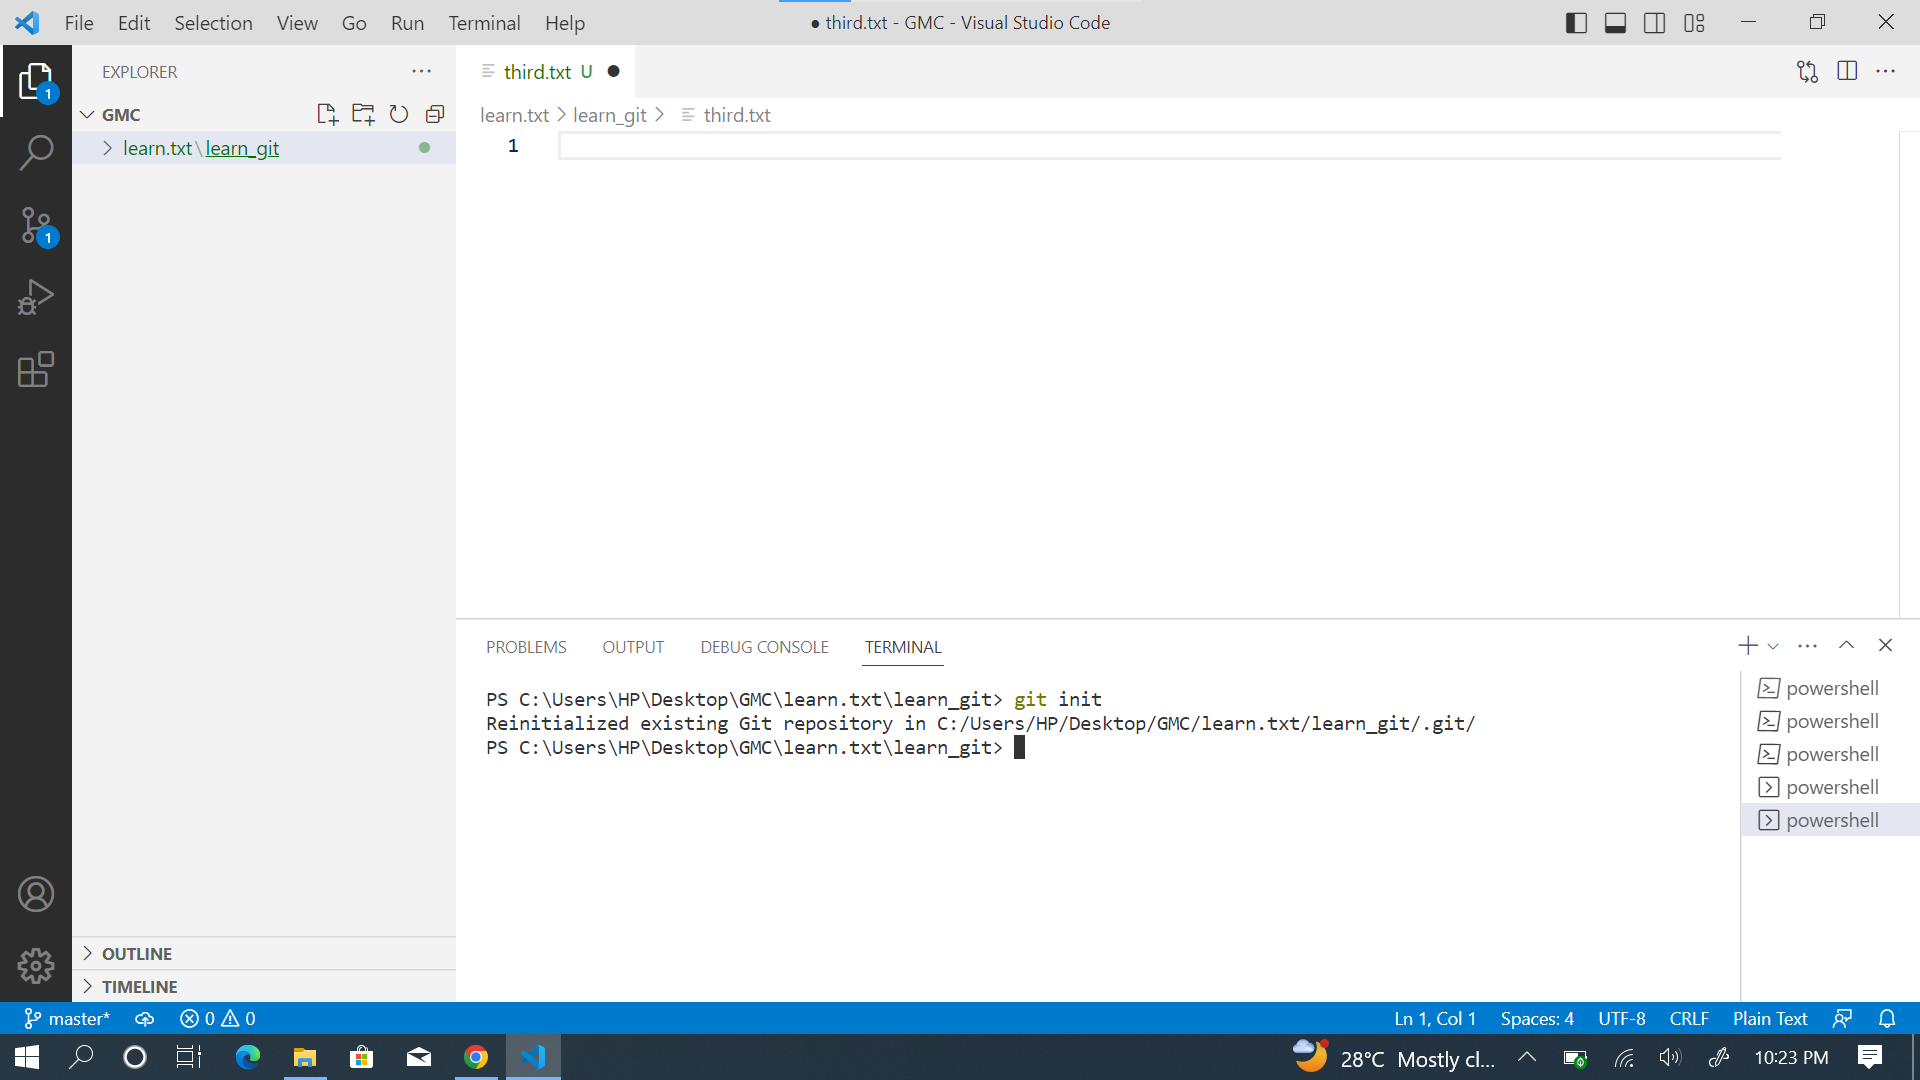 File Edit Selection View Go Run Terminal Help
● third.txt - GMC - Visual Studio Code
EXPLORER
third.txt U
1
GMC
learn.txt > learn_git > third.txt
learn.txt\learn_git
1
1
PROBLEMS OUTPUT DEBUG CONSOLE TERMINAL
PS C:\Users\HP\Desktop\GMC\learn.txt\learn_git> git init
Reinitialized existing Git repository in C:/Users/HP/Desktop/GMC/learn.txt/learn_git/.git/
PS C:\Users\HP\Desktop\GMC\learn.txt\learn_git>
powershell
powershell
powershell
powershell
powershell
OUTLINE
TIMELINE
master* 0 0
Ln 1, Col 1 Spaces: 4 UTF-8 CRLF Plain Text
28°C Mostly cl... 10:23 PM